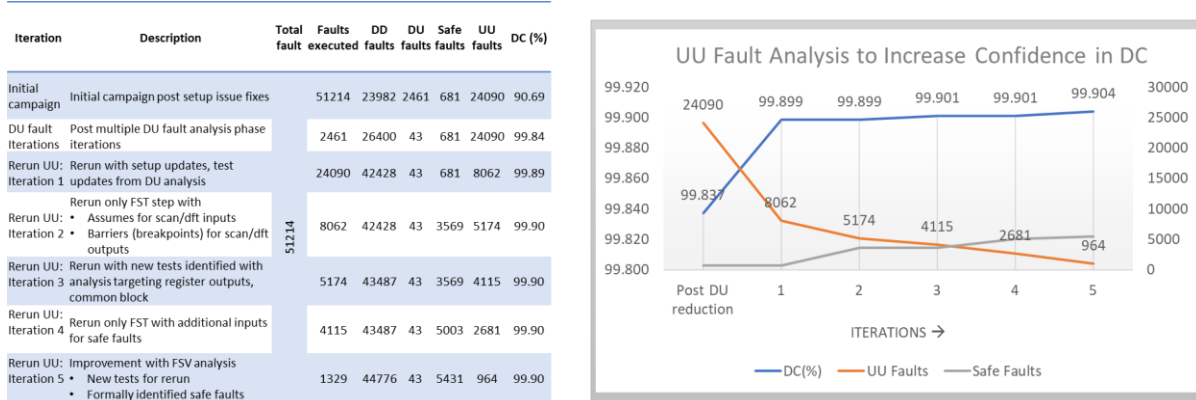 Iteration Description Total fault Faults executed DD faults DU faults Safe faults UU faults DC (%)
Initial campaign Initial campaign post setup issue fixes 51214 23982 2461 681 24090 90.69
DU fault Iterations Post multiple DU fault analysis phase iterations 2461 26400 43 681 24090 99.84
Rerun UU: Iteration 1 Rerun with setup updates, test updates from DU analysis 24090 42428 43 681 8062 99.89
Rerun UU: Iteration 2 Rerun only FST step with
• Assumes for scan/dft inputs
• Barriers (breakpoints) for scan/dft outputs
8062 42428 43 3569 5174 99.90
51214
Rerun UU: Iteration 3 Rerun with new tests identified with analysis targeting register outputs, common block 5174 43487 43 3569 4115 99.90
Rerun UU: Iteration 4 Rerun only FST with additional inputs for safe faults 4115 43487 43 5003 2681 99.90
Rerun UU: Iteration 5 Improvement with FSV analysis
• New tests for rerun
• Formally identified safe faults
1329 44776 43 5431 964 99.90
UU Fault Analysis to Increase Confidence in DC
99.920
99.900
99.880
99.860
99.840
99.820
99.800
30000
25000
20000
15000
10000
5000
0
24090 99.899 99.899 99.901 99.901 99.904
99.837 8062 5174 4115 2681 964
Post DU reduction 1 2 3 4 5
ITERATIONS →
DC(%) UU Faults Safe Faults